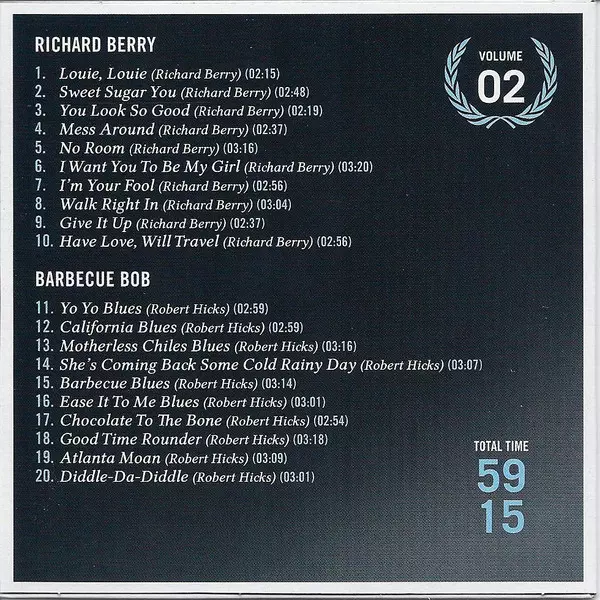 RICHARD BERRY
1. Louie, Louie (Richard Berry) (02:15)
2. Sweet Sugar You (Richard Berry) (02:48)
3. You Look So Good (Richard Berry) (02:19)
4. Mess Around (Richard Berry) (02:37)
5. No Room (Richard Berry) (03:16)
6. I Want You To Be My Girl (Richard Berry) (03:20)
7. I'm Your Fool (Richard Berry) (02:56)
8. Walk Right In (Richard Berry) (03:04)
9. Give It Up (Richard Berry) (02:37)
10. Have Love, Will Travel (Richard Berry) (02:56)
VOLUME
02
BARBECUE BOB
11. Yo Yo Blues (Robert Hicks) (02:59)
12. California Blues (Robert Hicks) (02:59)
13. Motherless Chiles Blues (Robert Hicks) (03:16)
14. She's Coming Back Some Cold Rainy Day (Robert Hicks) (03:07)
15. Barbecue Blues (Robert Hicks) (03:14)
16. Ease It To Me Blues (Robert Hicks) (03:01)
17. Chocolate To The Bone (Robert Hicks) (02:54)
18. Good Time Rounder (Robert Hicks) (03:18)
19. Atlanta Moan (Robert Hicks) (03:09)
20. Diddle-Da-Diddle (Robert Hicks) (03:01)
TOTAL TIME
59
15